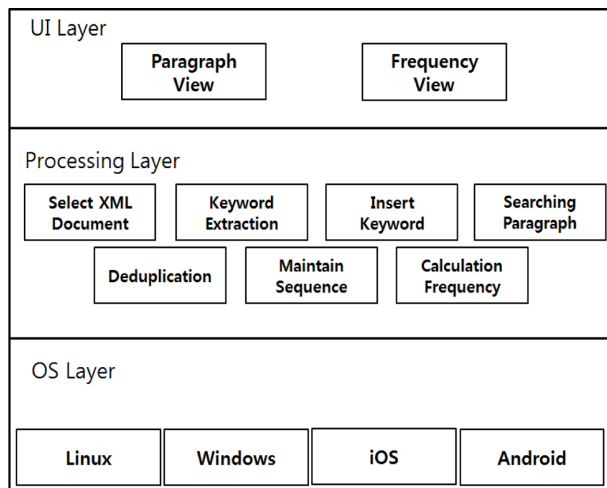 UI Layer
Paragraph
View
Frequency
View
Processing Layer
Select XML
Document
Keyword
Extraction
Insert
Keyword
Searching
Paragraph
Deduplication
Maintain
Sequence
Calculation
Frequency
OS Layer
Linux
Windows
iOS
Android